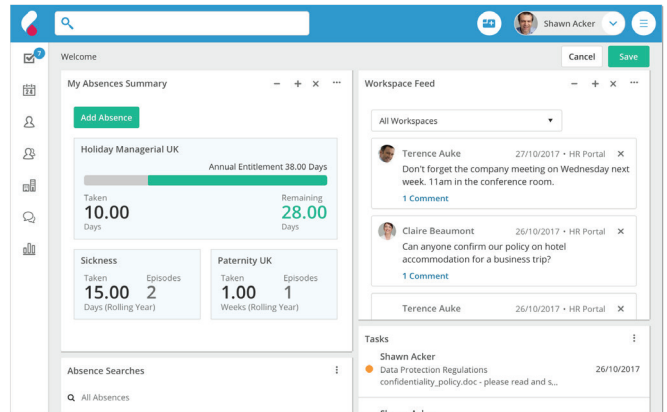 Shawn Acker
7
Welcome
Cancel
Save
24
My Absences Summary
Add Absence
Holiday Managerial UK
Annual Entitlement 38.00 Days
Taken
Remaining
10.00
28.00
Days
Days
Sickness
Taken Episodes
15.00 2
Days (Rolling Year)
Paternity UK
Taken Episodes
1.00 1
Weeks (Rolling Year)
Absence Searches
All Absences
Workspace Feed
All Workspaces
Terence Auke 27/10/2017 • HR Portal
Don't forget the company meeting on Wednesday next
week. 11am in the conference room.
1 Comment
Claire Beaumont 26/10/2017 • HR Portal
Can anyone confirm our policy on hotel
accommodation for a business trip?
1 Comment
Terence Auke 26/10/2017 • HR Portal
Tasks
Shawn Acker
Data Protection Regulations 26/10/2017
confidentiality_policy.doc - please read and s...